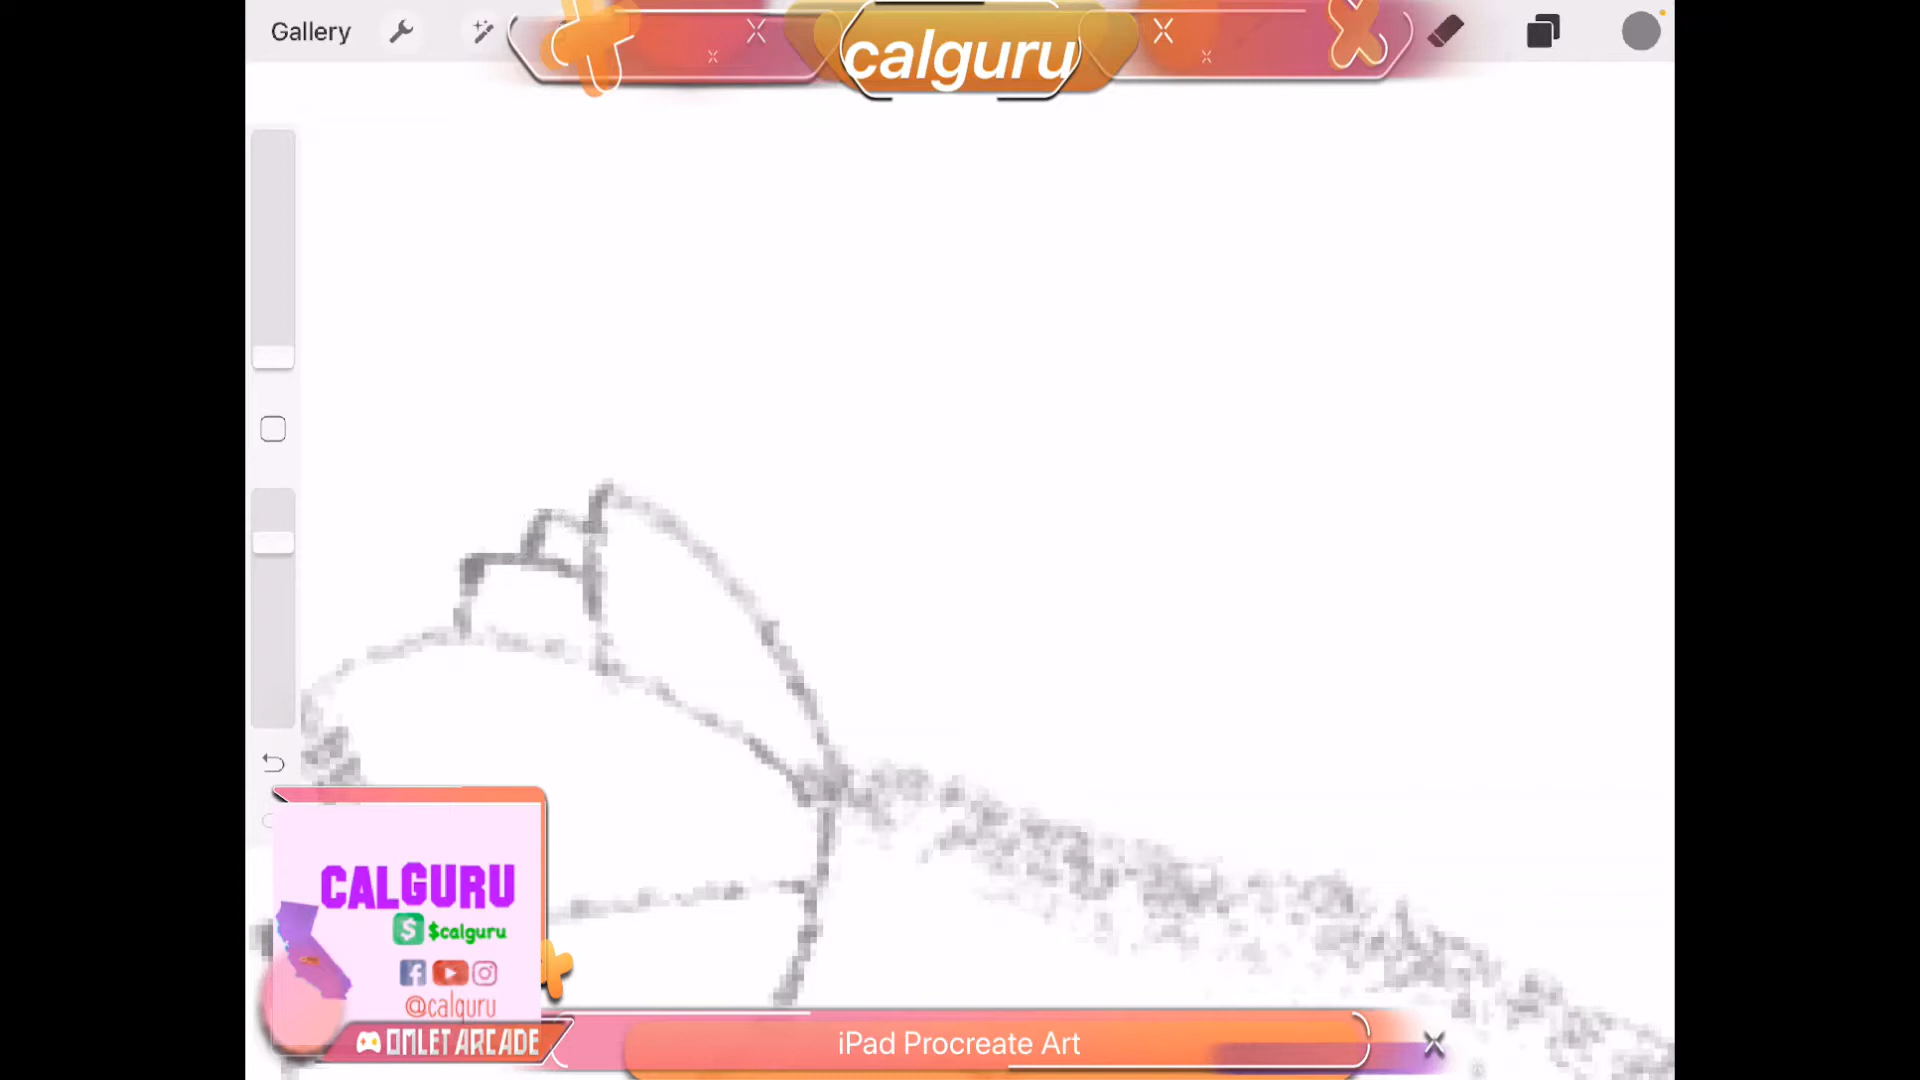 Gallery
calguru
CALGURU
$ $calguru
@calguru
OMLET ARCADE
iPad Procreate Art